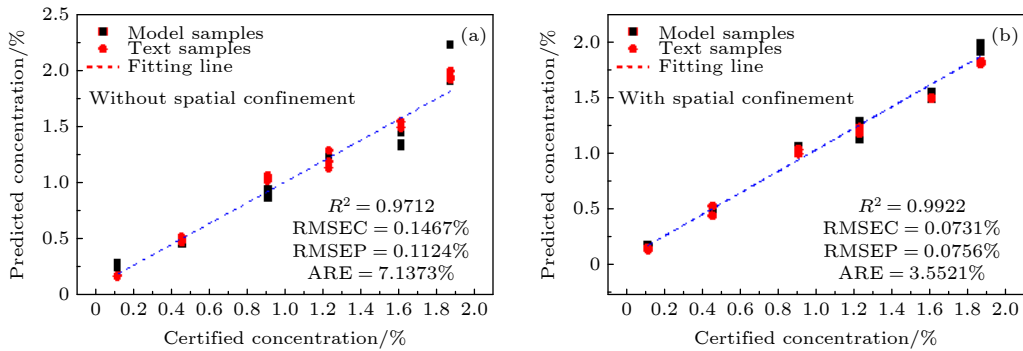 2.5
2.0
1.5
1.0
0.5
0
Predicted concentration/%
Model samples
Text samples
Fitting line
(a)
Without spatial confinement
R² = 0.9712
RMSEC = 0.1467%
RMSEP = 0.1124%
ARE = 7.1373%
0 0.2 0.4 0.6 0.8 1.0 1.2 1.4 1.6 1.8 2.0
Certified concentration/%
2.0
1.5
1.0
0.5
0
Predicted concentration/%
Model samples
Text samples
Fitting line
(b)
With spatial confinement
R² = 0.9922
RMSEC = 0.0731%
RMSEP = 0.0756%
ARE = 3.5521%
0 0.2 0.4 0.6 0.8 1.0 1.2 1.4 1.6 1.8 2.0
Certified concentration/%